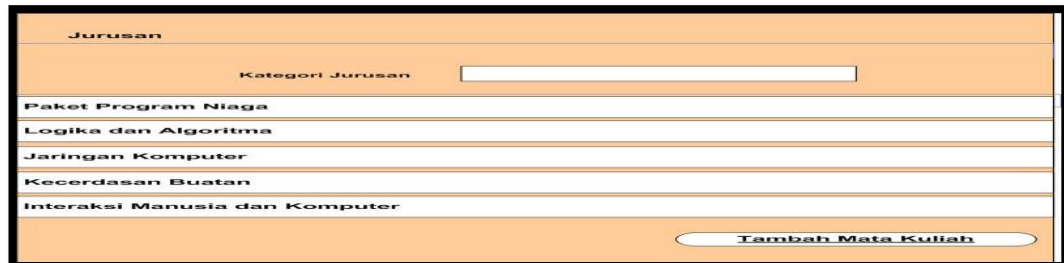 Jurusan
Kategori Jurusan
Paket Program Niaga
Logika dan Algoritma
Jaringan Komputer
Kecerdasan Buatan
Interaksi Manusia dan Komputer
Tambah Mata Kuliah